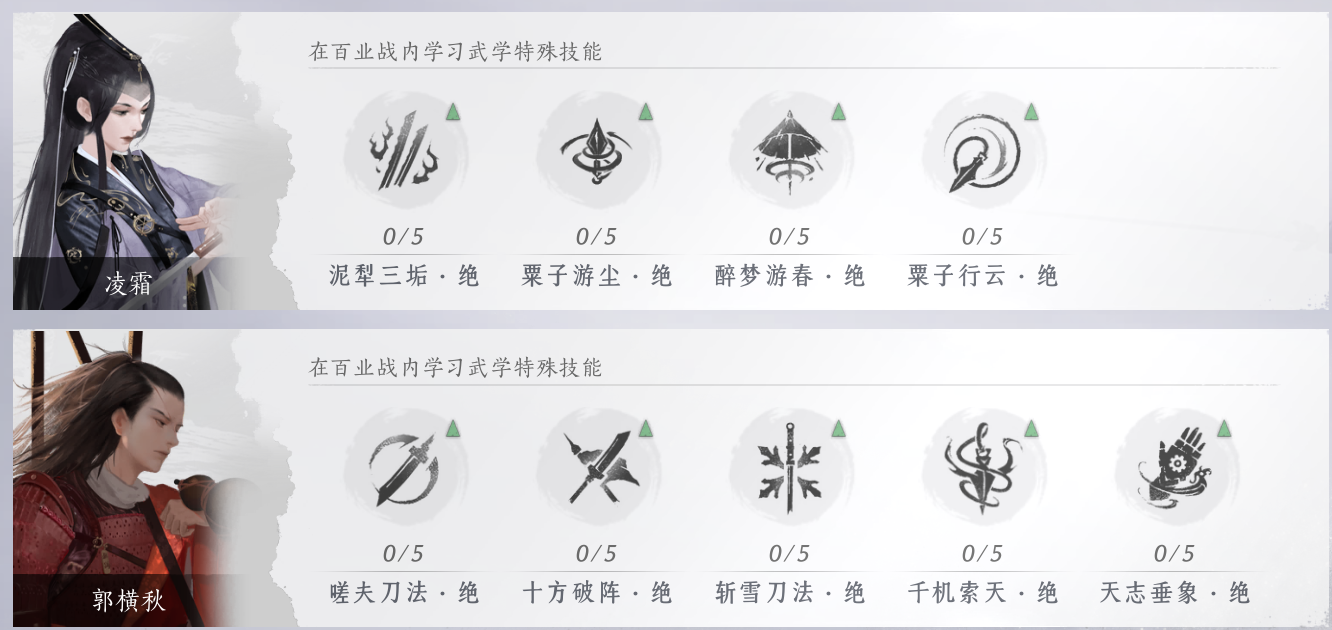 在百业战内学习武学特殊技能
0/5 0/5 0/5 0/5
泥犁三垢·绝 粟子游尘·绝 醉梦游春·绝 粟子行云·绝
凌霜
在百业战内学习武学特殊技能
0/5 0/5 0/5 0/5 0/5
嗟夫刀法·绝 十方破阵·绝 斩雪刀法·绝 千机索天·绝 天志垂象·绝
郭横秋